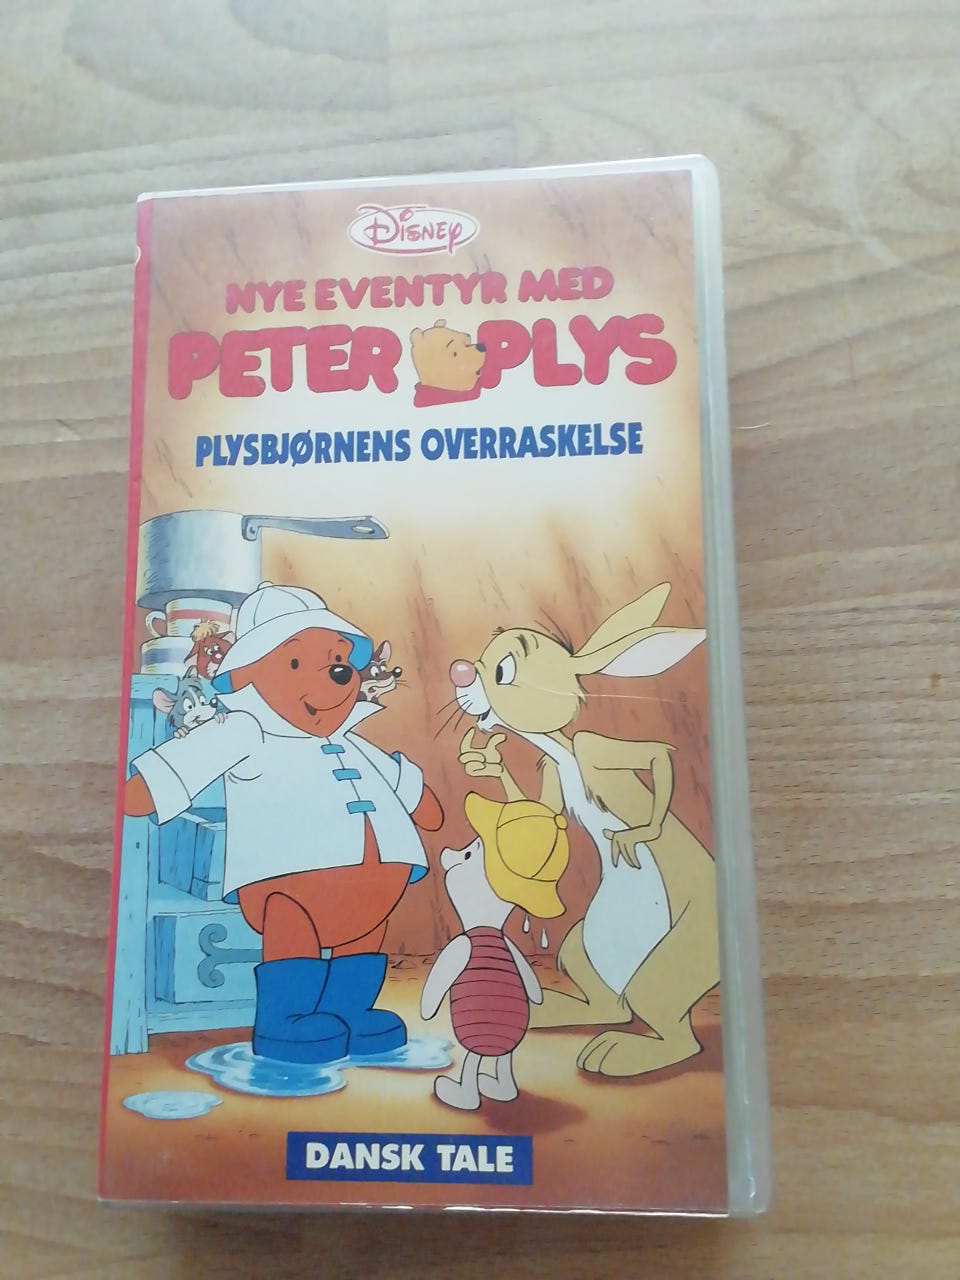 Disney
NYE EVENTYR MED
PETER PLYS
PLYSBJØRNENS OVERRASKELSE
DANSK TALE